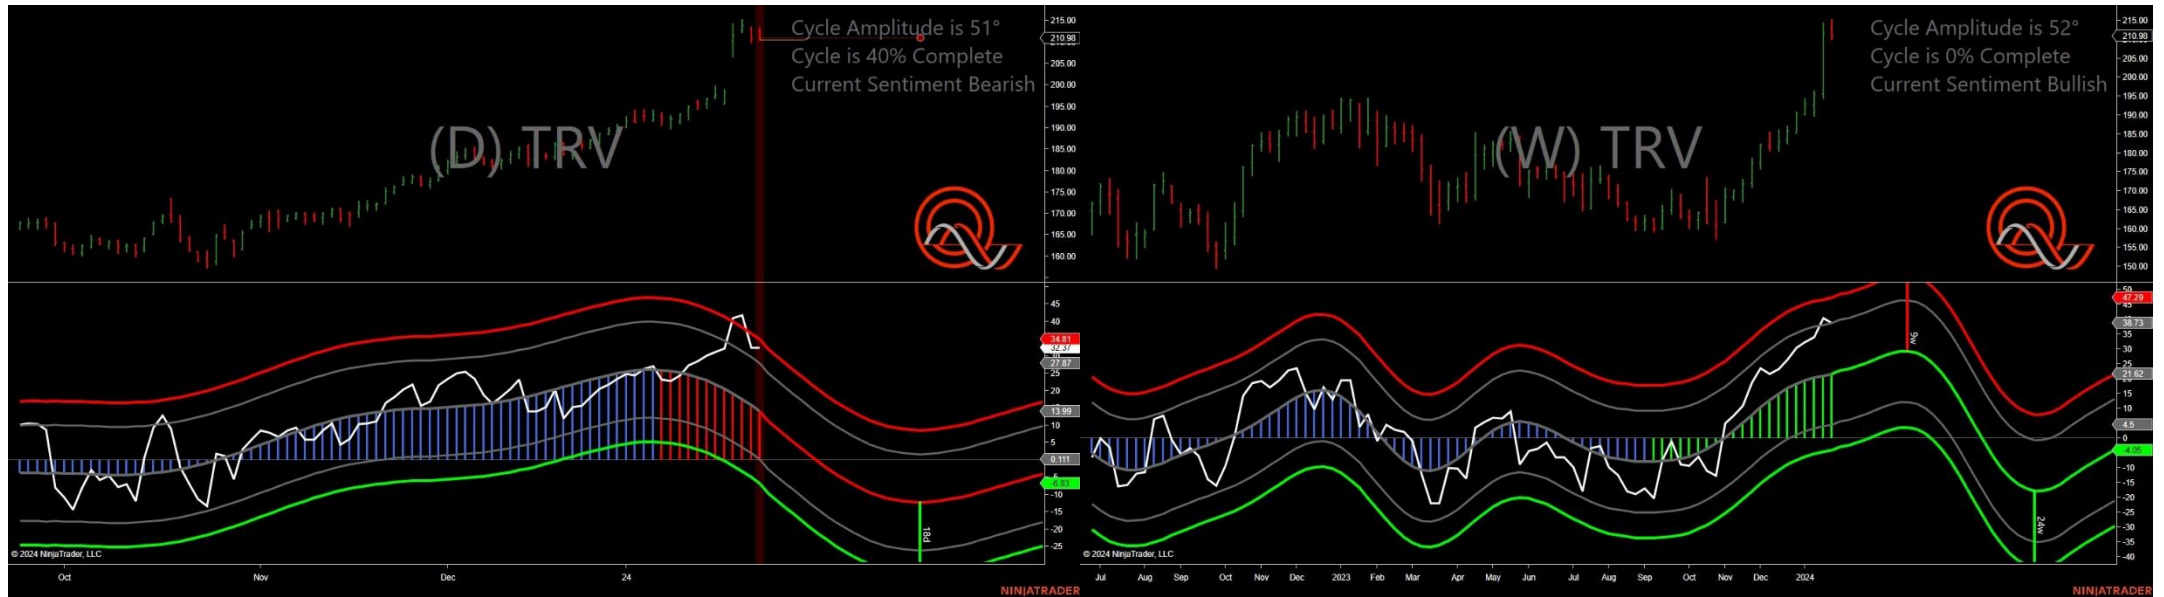 Cycle Amplitude is 51°
Cycle is 40% Complete
Current Sentiment Bearish
(D) TRV
215.00
210.98
205.00
200.00
195.00
190.00
185.00
180.00
175.00
170.00
165.00
160.00
45
40
34.81
32.37
27.87
25
20
13.99
10
5
0.111
-6.83
-10
-15
-20
-25
18d
© 2024 NinjaTrader, LLC
Oct
Nov
Dec
24
NINJATRADER
Cycle Amplitude is 52°
Cycle is 0% Complete
Current Sentiment Bullish
(W) TRV
215.00
210.98
205.00
200.00
195.00
190.00
185.00
180.00
175.00
170.00
165.00
160.00
155.00
150.00
50
47.29
38.73
35
30
25
21.62
15
10
4.5
0
-4.05
-10
-15
-20
-25
-30
-35
-40
9w
24w
© 2024 NinjaTrader, LLC
Jul
Aug
Sep
Oct
Nov
Dec
2023
Feb
Mar
Apr
May
Jun
Jul
Aug
Sep
Oct
Nov
Dec
2024
NINJATRADER